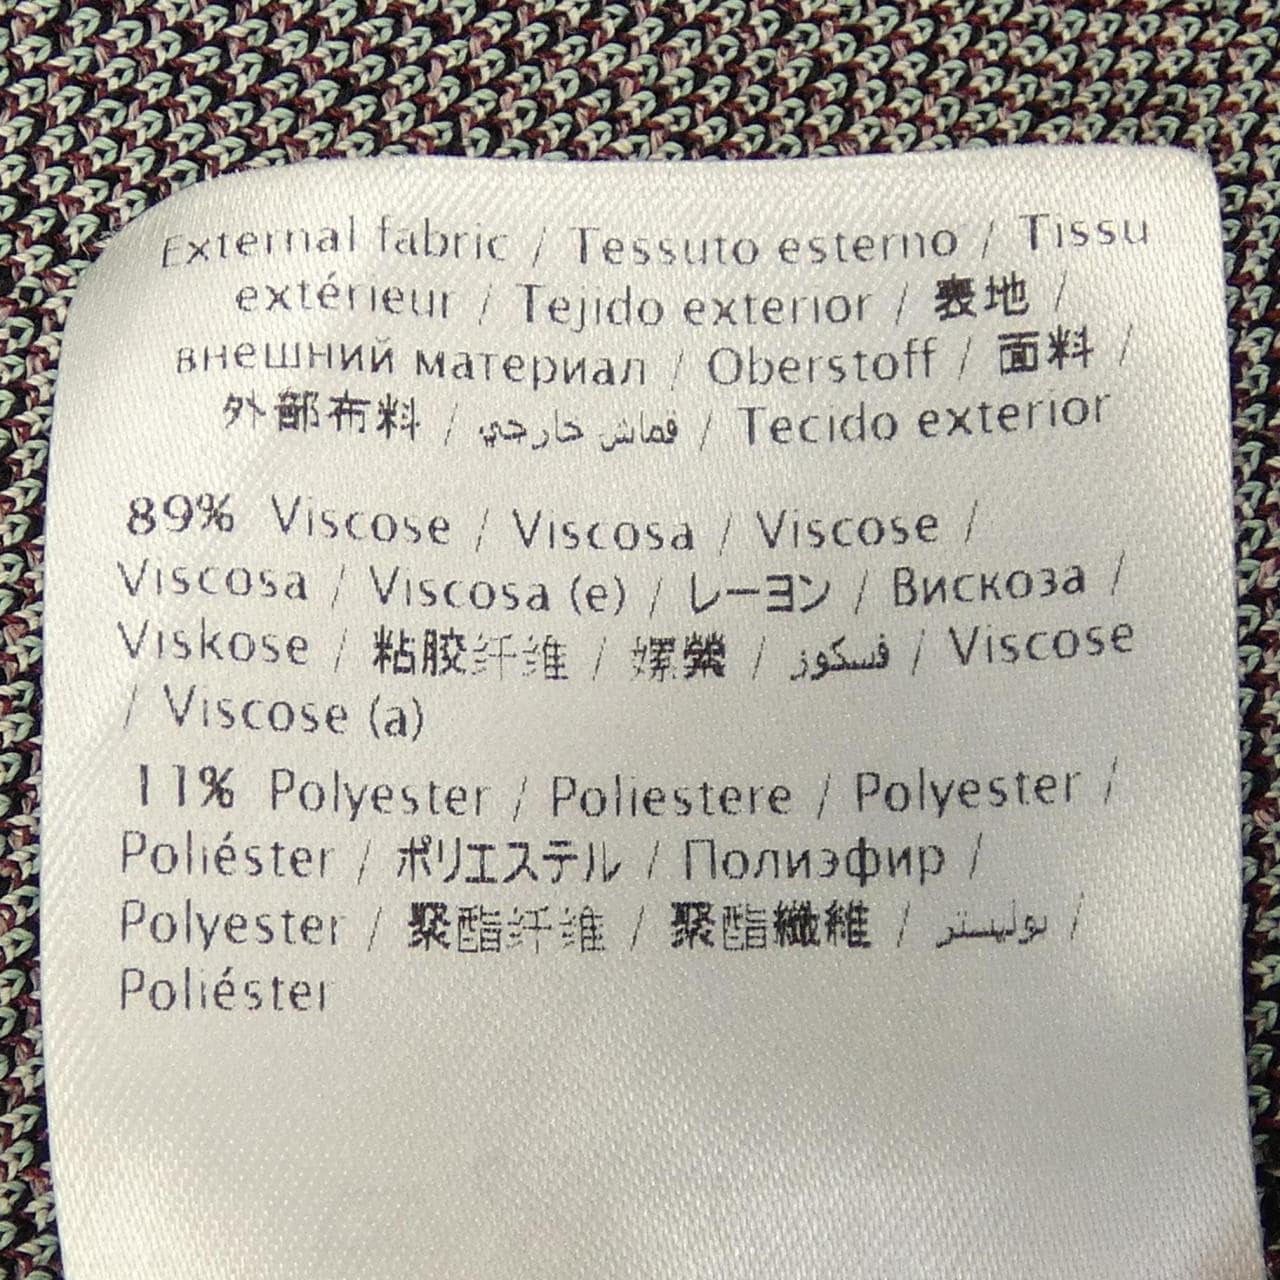 External fabric / Tessuto esterno / Tissu
extérieur / Tejido exterior / 表地 /
внешний материал / Oberstoff / 面料 /
外部布料 / قماش خارجي / Tecido exterior
89% Viscose / Viscosa / Viscose /
Viscosa / Viscosa (e) / レーヨン / Вискоза /
Viskose / 粘胶纤维 / 嫘縈 / فسكوز / Viscose
/ Viscose (a)
11% Polyester / Poliestere / Polyester /
Poliéster / ポリエステル / Полиэфир /
Polyester / 聚酯纤维 / 聚酯纖維 / بوليستر /
Poliéster